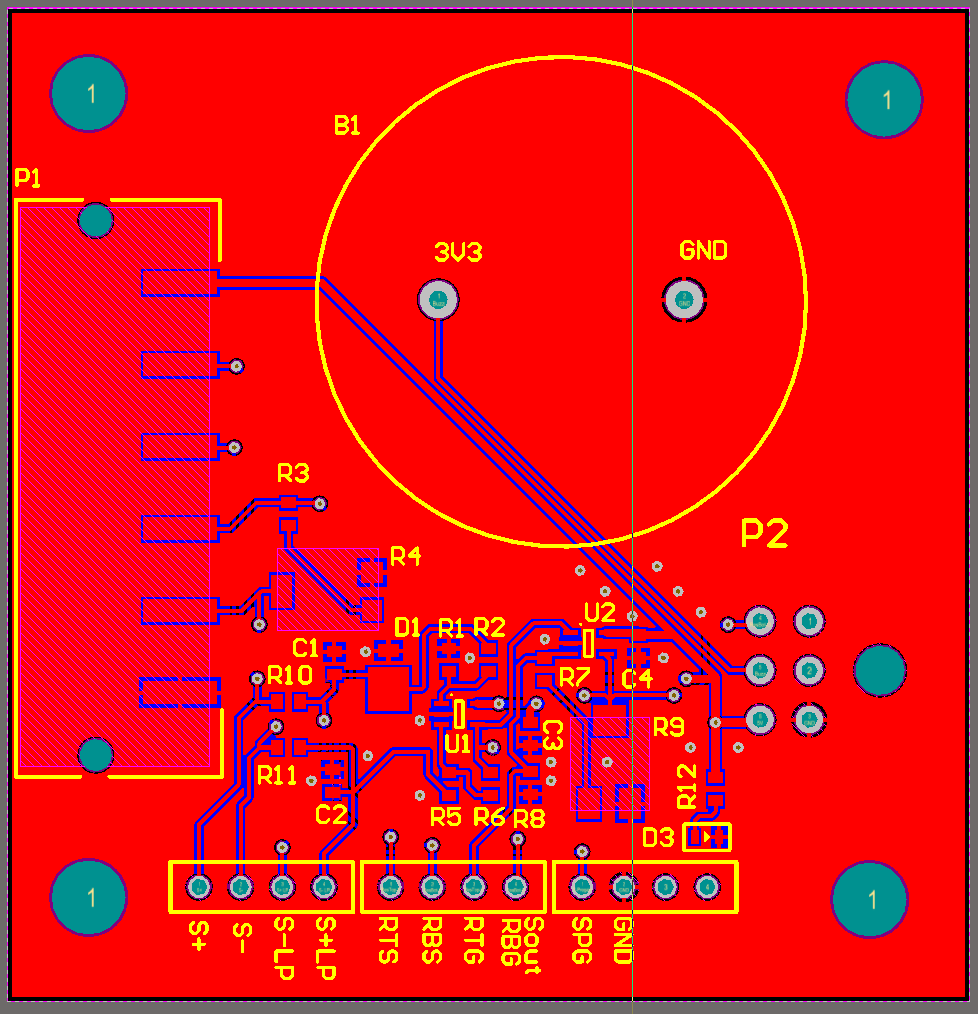 1
1
B1
P1
3V3
GND
R3
P2
R4
U2
D1
R1
R2
C1
R10
R7
C4
R9
U1
C3
R11
R12
C2
R5
R6
R8
D3
1
1
S+
S-
S-LP
S+LP
RTS
RBS
RTG
RBG
Sout
SPG
GND